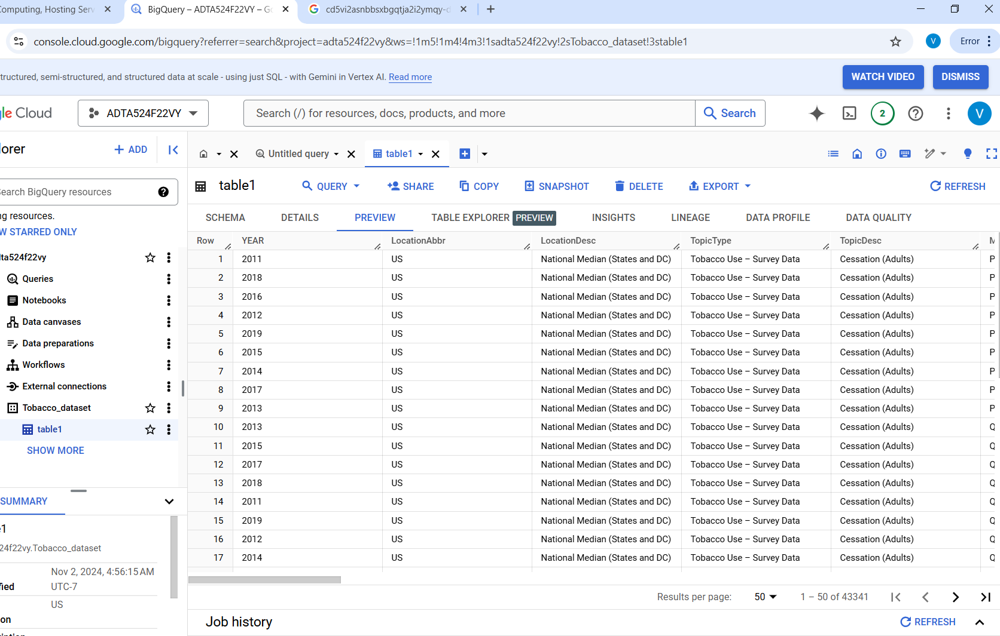 Computing, Hosting Serv
BigQuery – ADTA524F22VY – Go
cd5vi2asnbbsxbgqtja2i2ymqy-d
console.cloud.google.com/bigquery?referrer=search&project=adta524f22vy&ws=!1m5!1m4!4m3!1sadta524f22vy!2sTobacco_dataset!3stable1
V
Error
tructured, semi-structured, and structured data at scale - using just SQL - with Gemini in Vertex AI. Read more
WATCH VIDEO
DISMISS
gle Cloud
ADTA524F22VY
Search (/) for resources, docs, products, and more
Search
2
V
lorer
ADD
Untitled query
table1
Search BigQuery resources
table1
QUERY
SHARE
COPY
SNAPSHOT
DELETE
EXPORT
REFRESH
ng resources.
W STARRED ONLY
SCHEMA
DETAILS
PREVIEW
TABLE EXPLORER PREVIEW
INSIGHTS
LINEAGE
DATA PROFILE
DATA QUALITY
dta524f22vy
Queries
Notebooks
Data canvases
Data preparations
Workflows
External connections
Tobacco_dataset
table1
SHOW MORE
Row YEAR LocationAbbr LocationDesc TopicType TopicDesc M
1 2011 US National Median (States and DC) Tobacco Use – Survey Data Cessation (Adults) P
2 2018 US National Median (States and DC) Tobacco Use – Survey Data Cessation (Adults) P
3 2016 US National Median (States and DC) Tobacco Use – Survey Data Cessation (Adults) P
4 2012 US National Median (States and DC) Tobacco Use – Survey Data Cessation (Adults) P
5 2019 US National Median (States and DC) Tobacco Use – Survey Data Cessation (Adults) P
6 2015 US National Median (States and DC) Tobacco Use – Survey Data Cessation (Adults) P
7 2014 US National Median (States and DC) Tobacco Use – Survey Data Cessation (Adults) P
8 2017 US National Median (States and DC) Tobacco Use – Survey Data Cessation (Adults) P
9 2013 US National Median (States and DC) Tobacco Use – Survey Data Cessation (Adults) P
10 2013 US National Median (States and DC) Tobacco Use – Survey Data Cessation (Adults) Q
11 2015 US National Median (States and DC) Tobacco Use – Survey Data Cessation (Adults) Q
12 2017 US National Median (States and DC) Tobacco Use – Survey Data Cessation (Adults) Q
13 2018 US National Median (States and DC) Tobacco Use – Survey Data Cessation (Adults) Q
14 2011 US National Median (States and DC) Tobacco Use – Survey Data Cessation (Adults) Q
15 2019 US National Median (States and DC) Tobacco Use – Survey Data Cessation (Adults) Q
16 2012 US National Median (States and DC) Tobacco Use – Survey Data Cessation (Adults) Q
17 2014 US National Median (States and DC) Tobacco Use – Survey Data Cessation (Adults) Q
SUMMARY
e1
24f22vy.Tobacco_dataset
Nov 2, 2024, 4:56:15 AM
fied UTC-7
US
on
Results per page: 50 1 – 50 of 43341
Job history
REFRESH